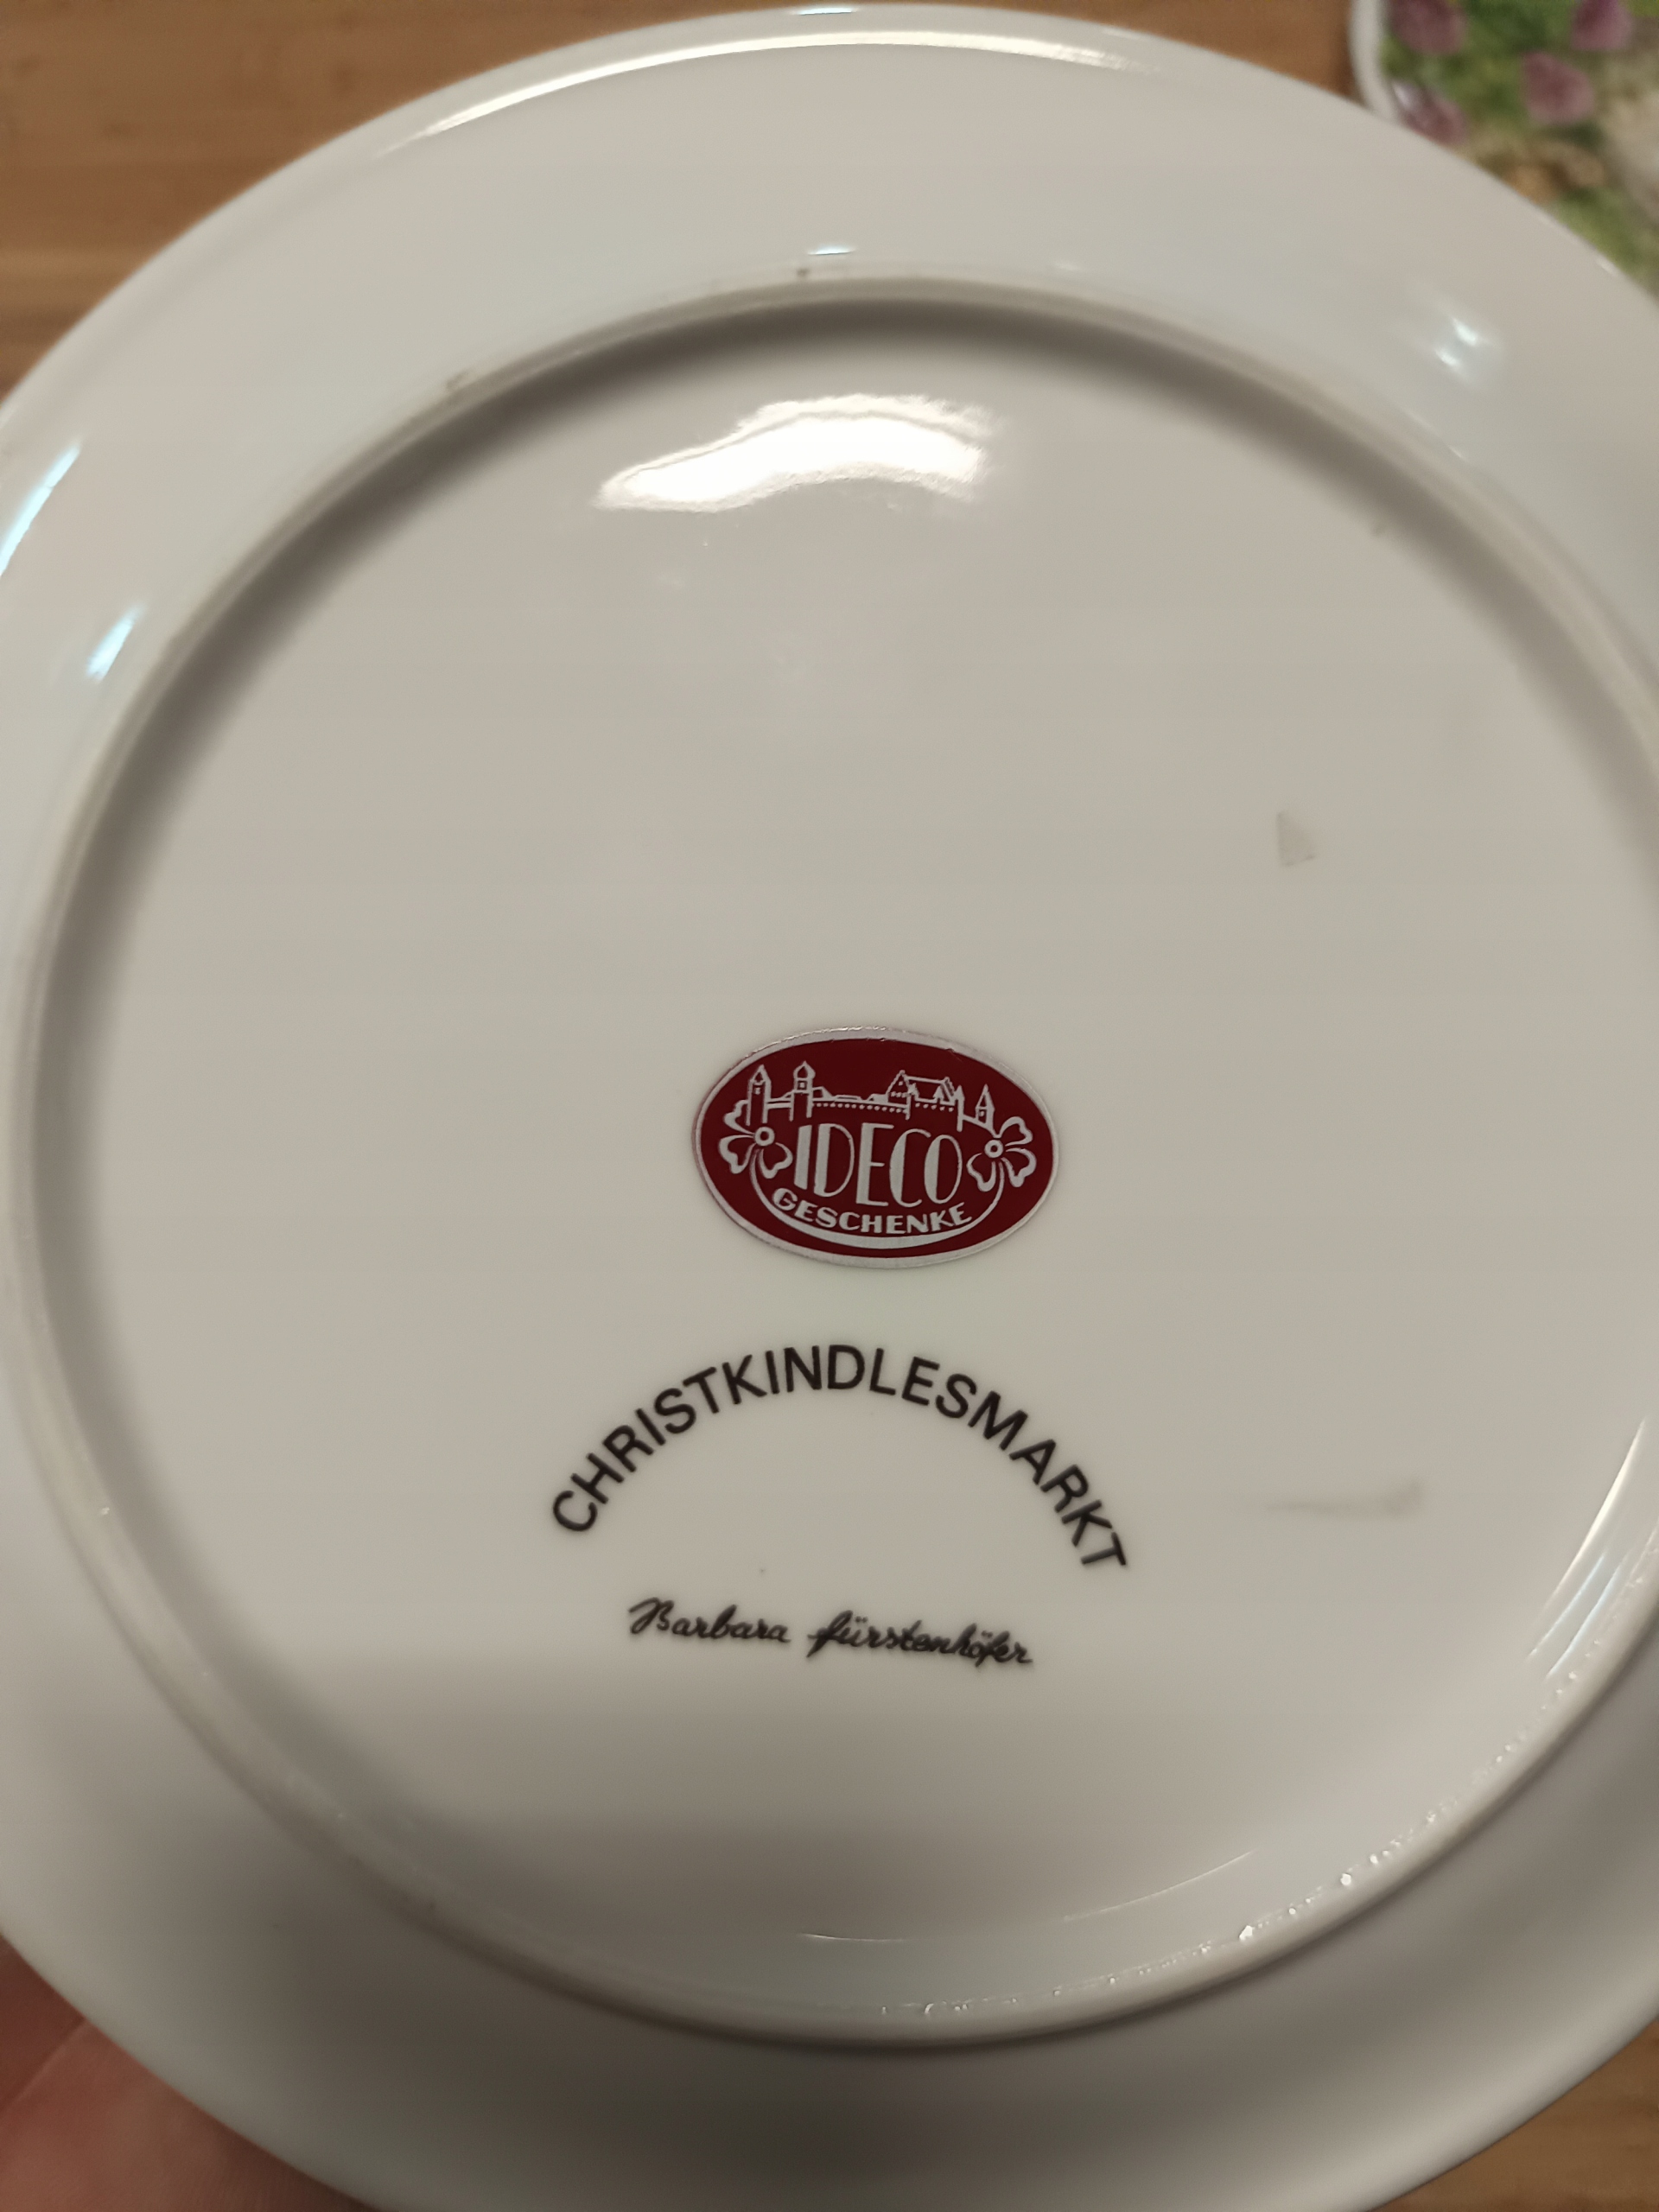 IDECO
GESCHENKE
CHRISTKINDLESMARKT
Barbara fürstenhöfer